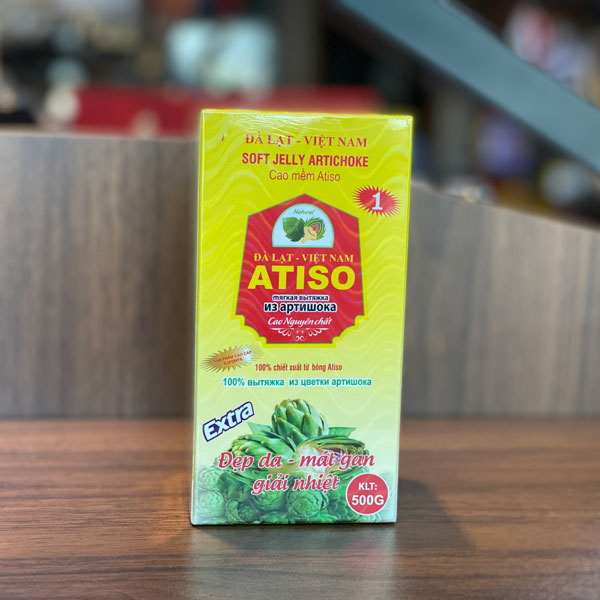 ĐÀ LẠT - VIỆT NAM
SOFT JELLY ARTICHOKE
Cao mềm Atiso
1
Natural
ĐÀ LẠT - VIỆT NAM
ATISO
мягкая вытяжка
из артишока
Cao Nguyên chất
100% chiết xuất từ bông Atiso
100% вытяжка из цветки артишока
Extra
Đẹp da - mát gan
giải nhiệt
KLT:
500G